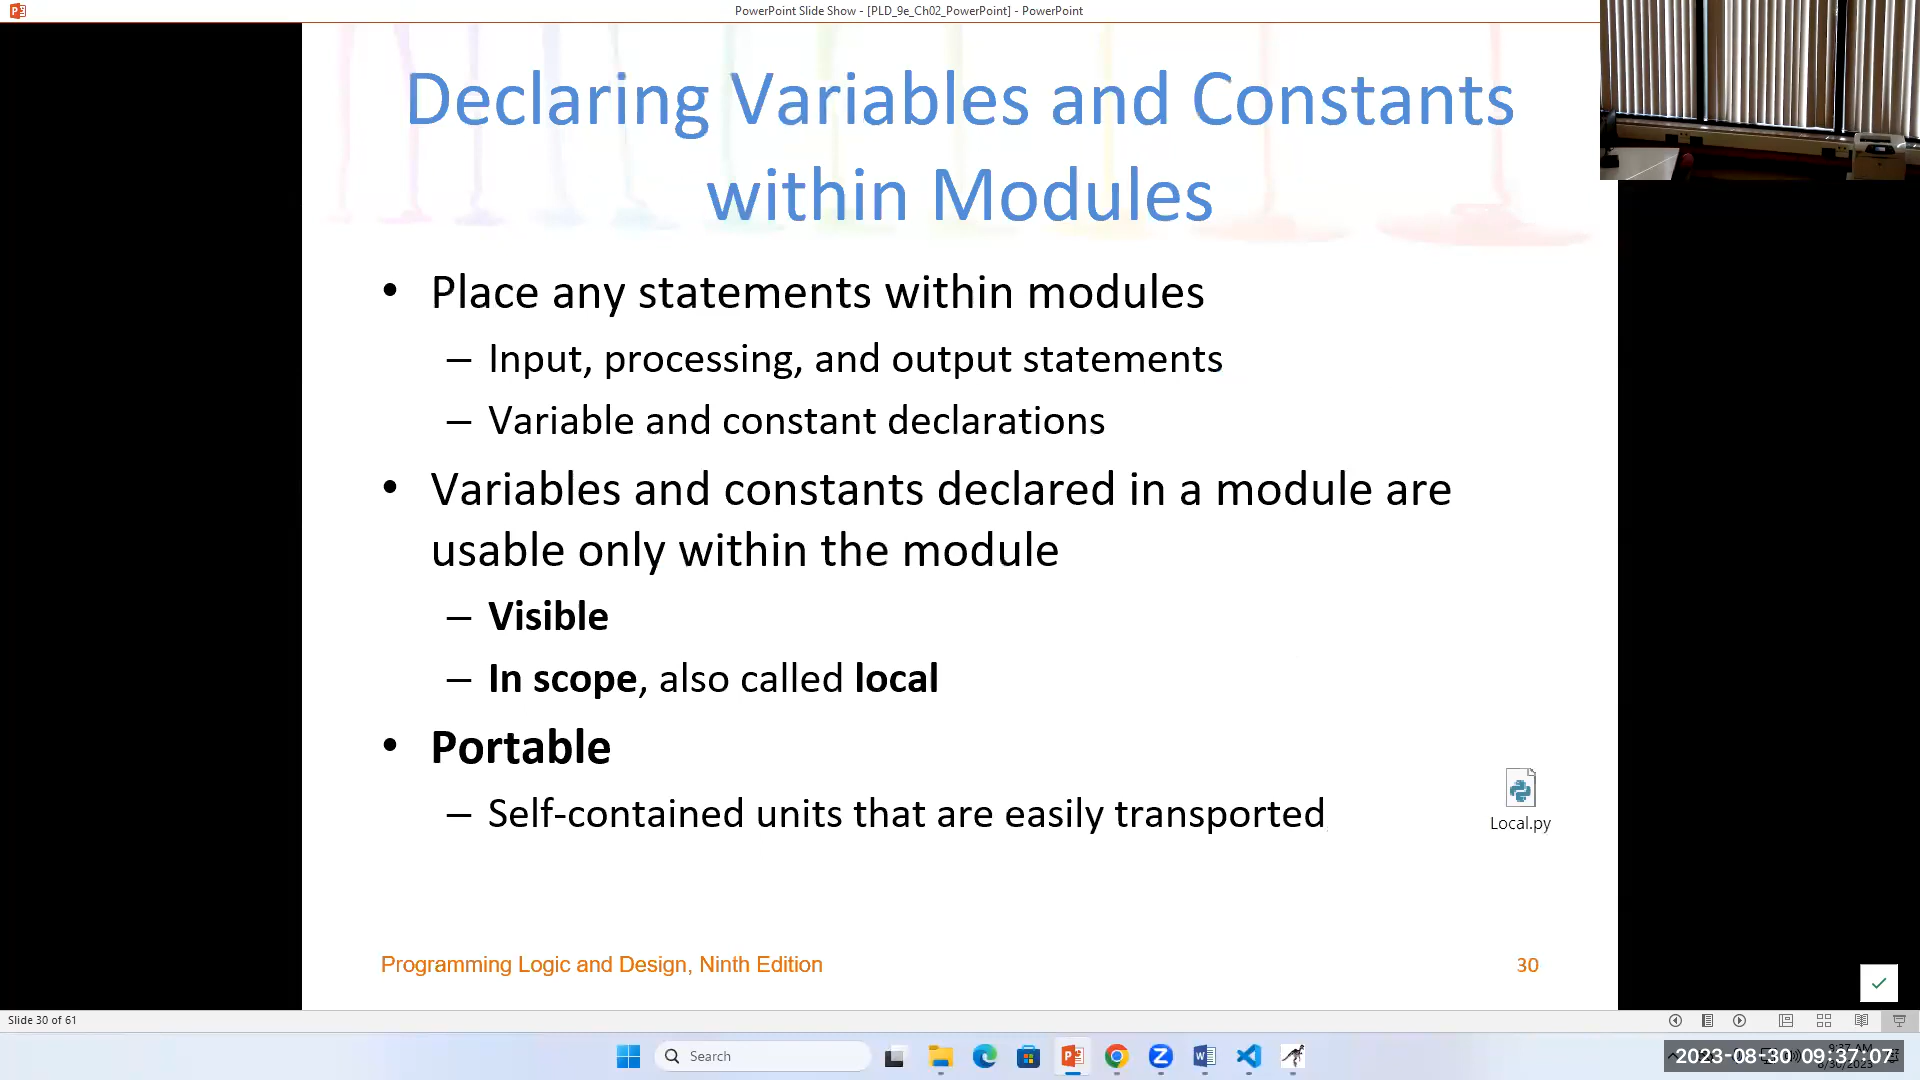 PowerPoint Slide Show - [PLD_9e_Ch02_PowerPoint] - PowerPoint
Declaring Variables and Constants
within Modules
• Place any statements within modules
– Input, processing, and output statements
– Variable and constant declarations
• Variables and constants declared in a module are
usable only within the module
– Visible
– In scope, also called local
• Portable
– Self-contained units that are easily transported
Local.py
Programming Logic and Design, Ninth Edition
30
Slide 30 of 61
Search
2023-08-30 09:37:07